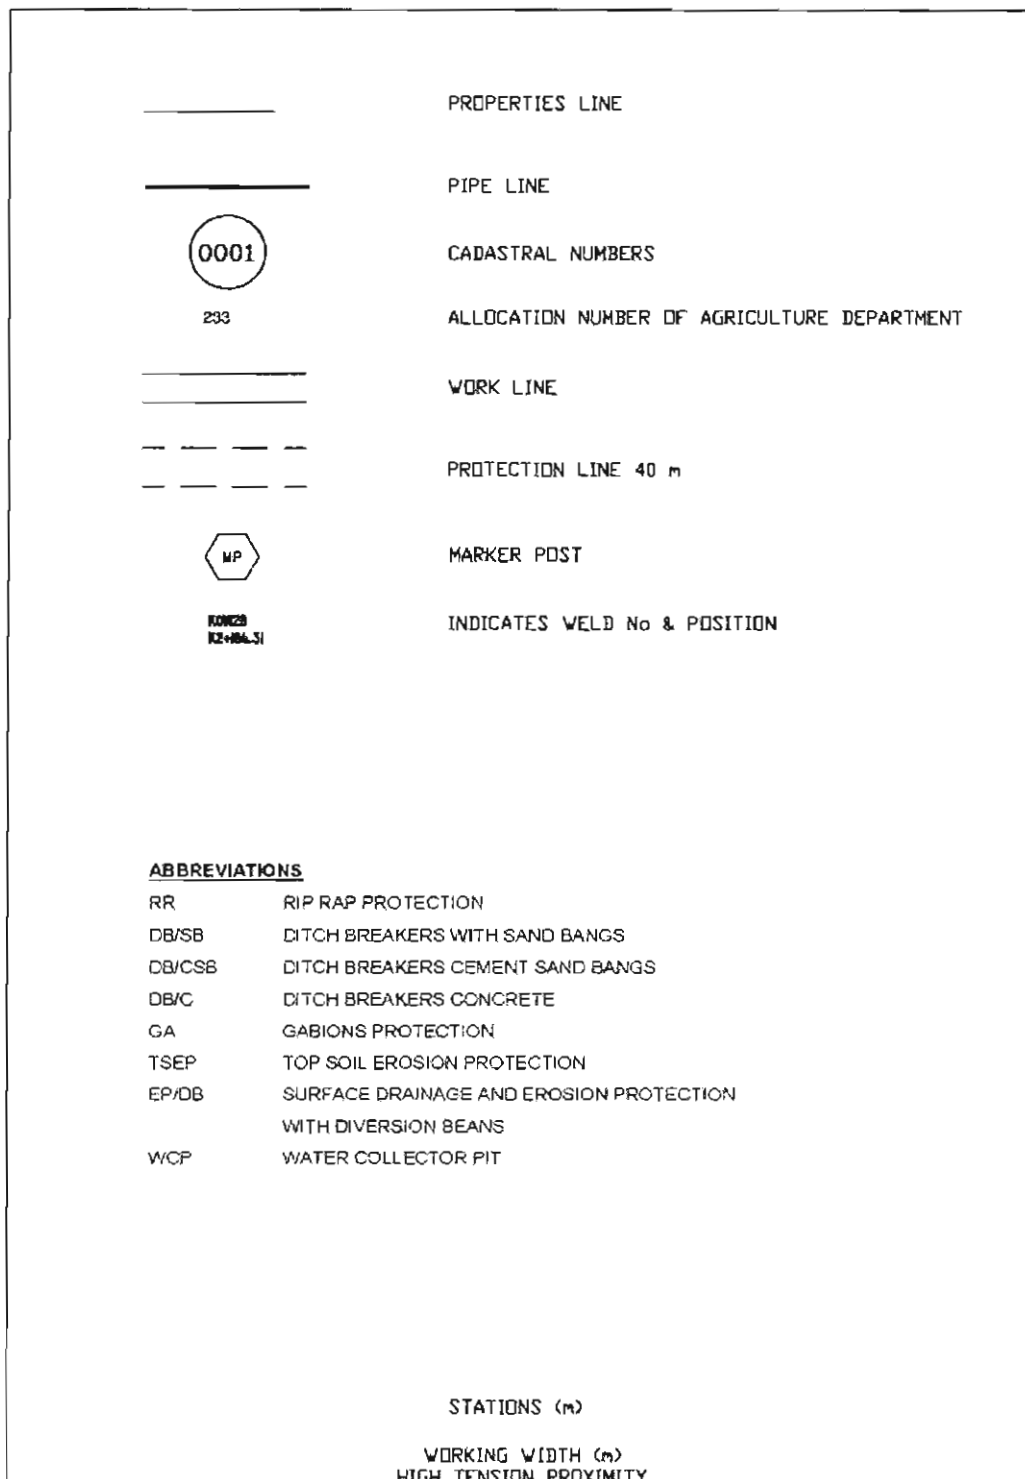 PROPERTIES LINE
PIPE LINE
0001 CADASTRAL NUMBERS
233 ALLOCATION NUMBER OF AGRICULTURE DEPARTMENT
WORK LINE
PROTECTION LINE 40 m
MP MARKER POST
INDICATES WELD No & POSITION
ABBREVIATIONS
RR RIP RAP PROTECTION
DB/SB DITCH BREAKERS WITH SAND BANGS
DB/CSB DITCH BREAKERS CEMENT SAND BANGS
DB/C DITCH BREAKERS CONCRETE
GA GABIONS PROTECTION
TSEP TOP SOIL EROSION PROTECTION
EP/DB SURFACE DRAINAGE AND EROSION PROTECTION
WITH DIVERSION BEANS
WCP WATER COLLECTOR PIT
STATIONS (m)
WORKING WIDTH (m)
HIGH TENSION PROXIMITY